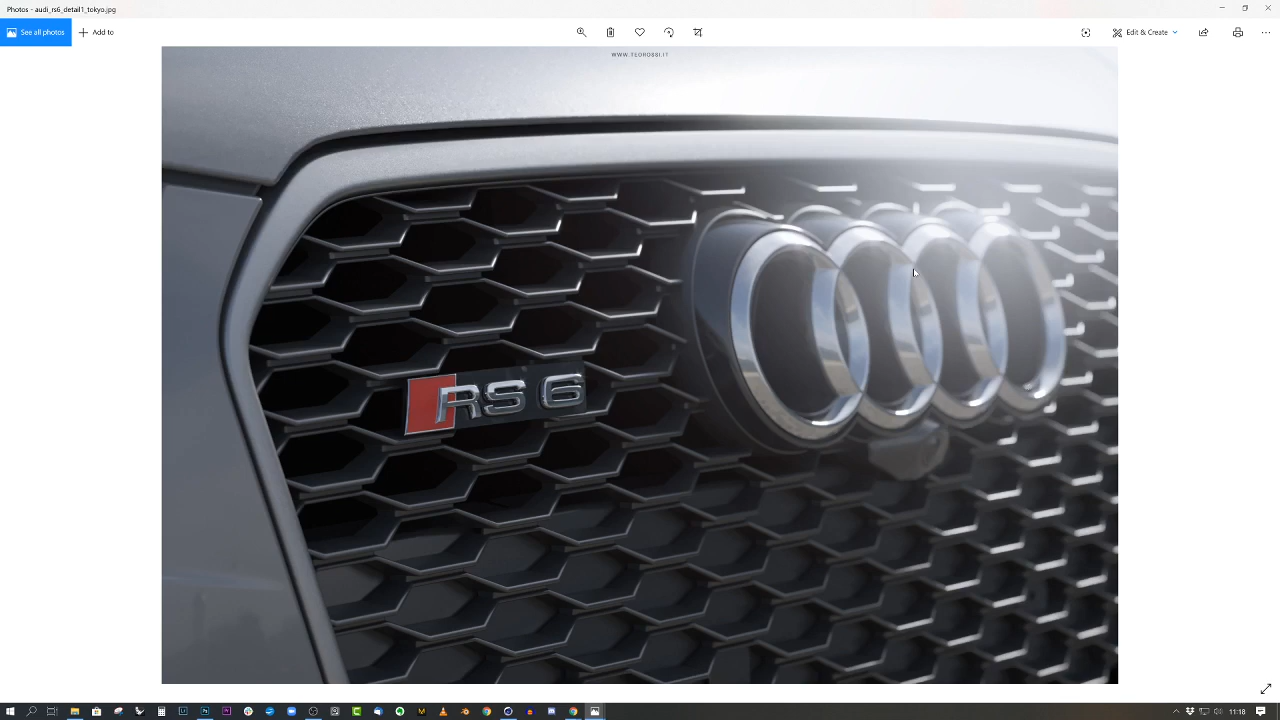 Photos - audi_rs6_detail1_tokyo.jpg
See all photos
Add to
Edit & Create
WWW.TEOROSSI.IT
RS 6
11:18